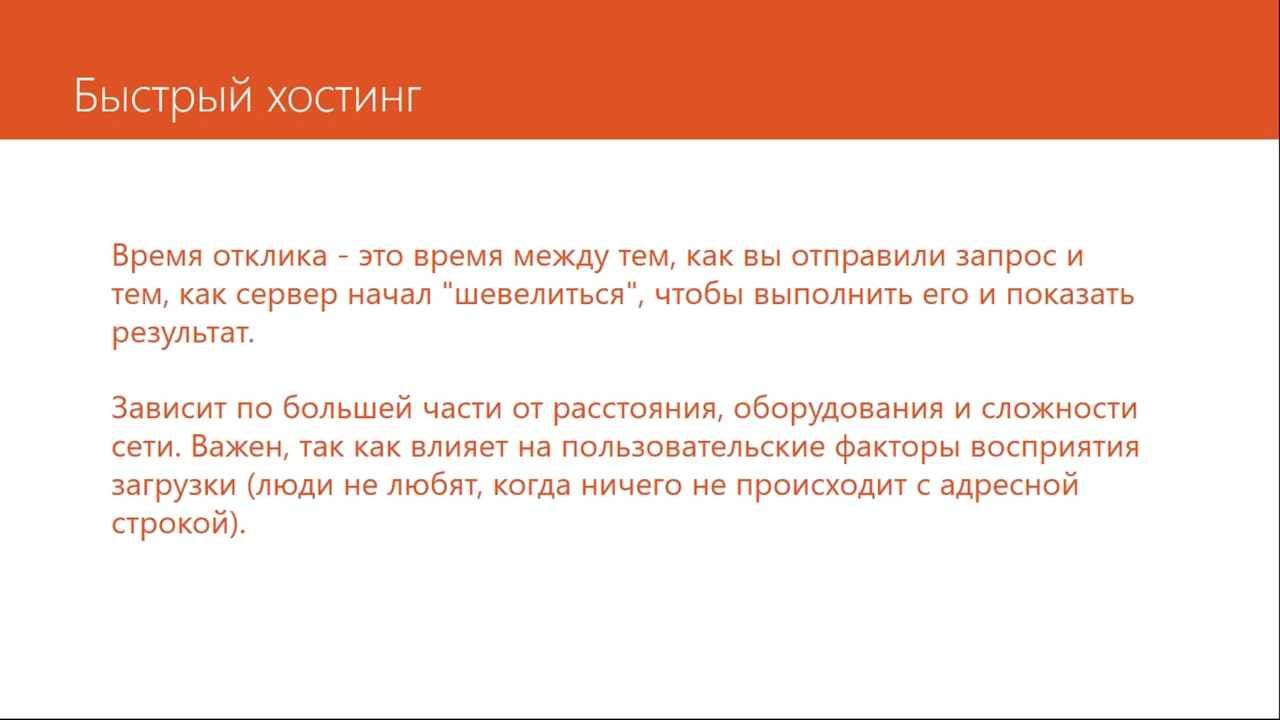 Быстрый хостинг
Время отклика - это время между тем, как вы отправили запрос и
тем, как сервер начал "шевелиться", чтобы выполнить его и показать
результат.
Зависит по большей части от расстояния, оборудования и сложности
сети. Важен, так как влияет на пользовательские факторы восприятия
загрузки (люди не любят, когда ничего не происходит с адресной
строкой).